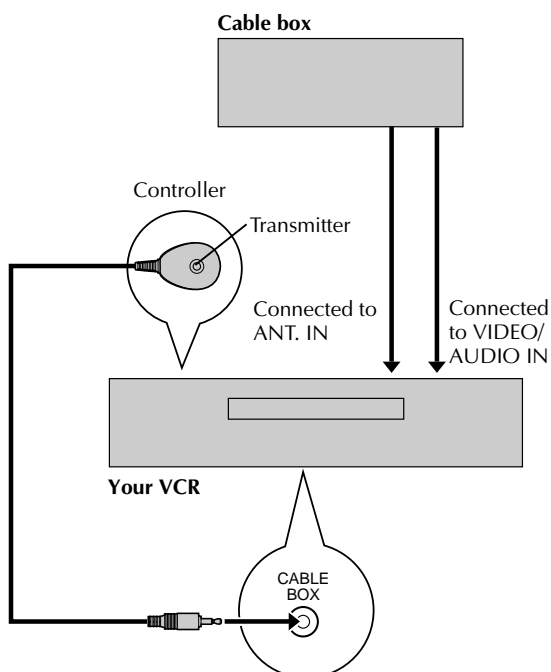 Cable box
Controller
Transmitter
Connected to
ANT. IN
Connected
to VIDEO/
AUDIO IN
Your VCR
CABLE
BOX